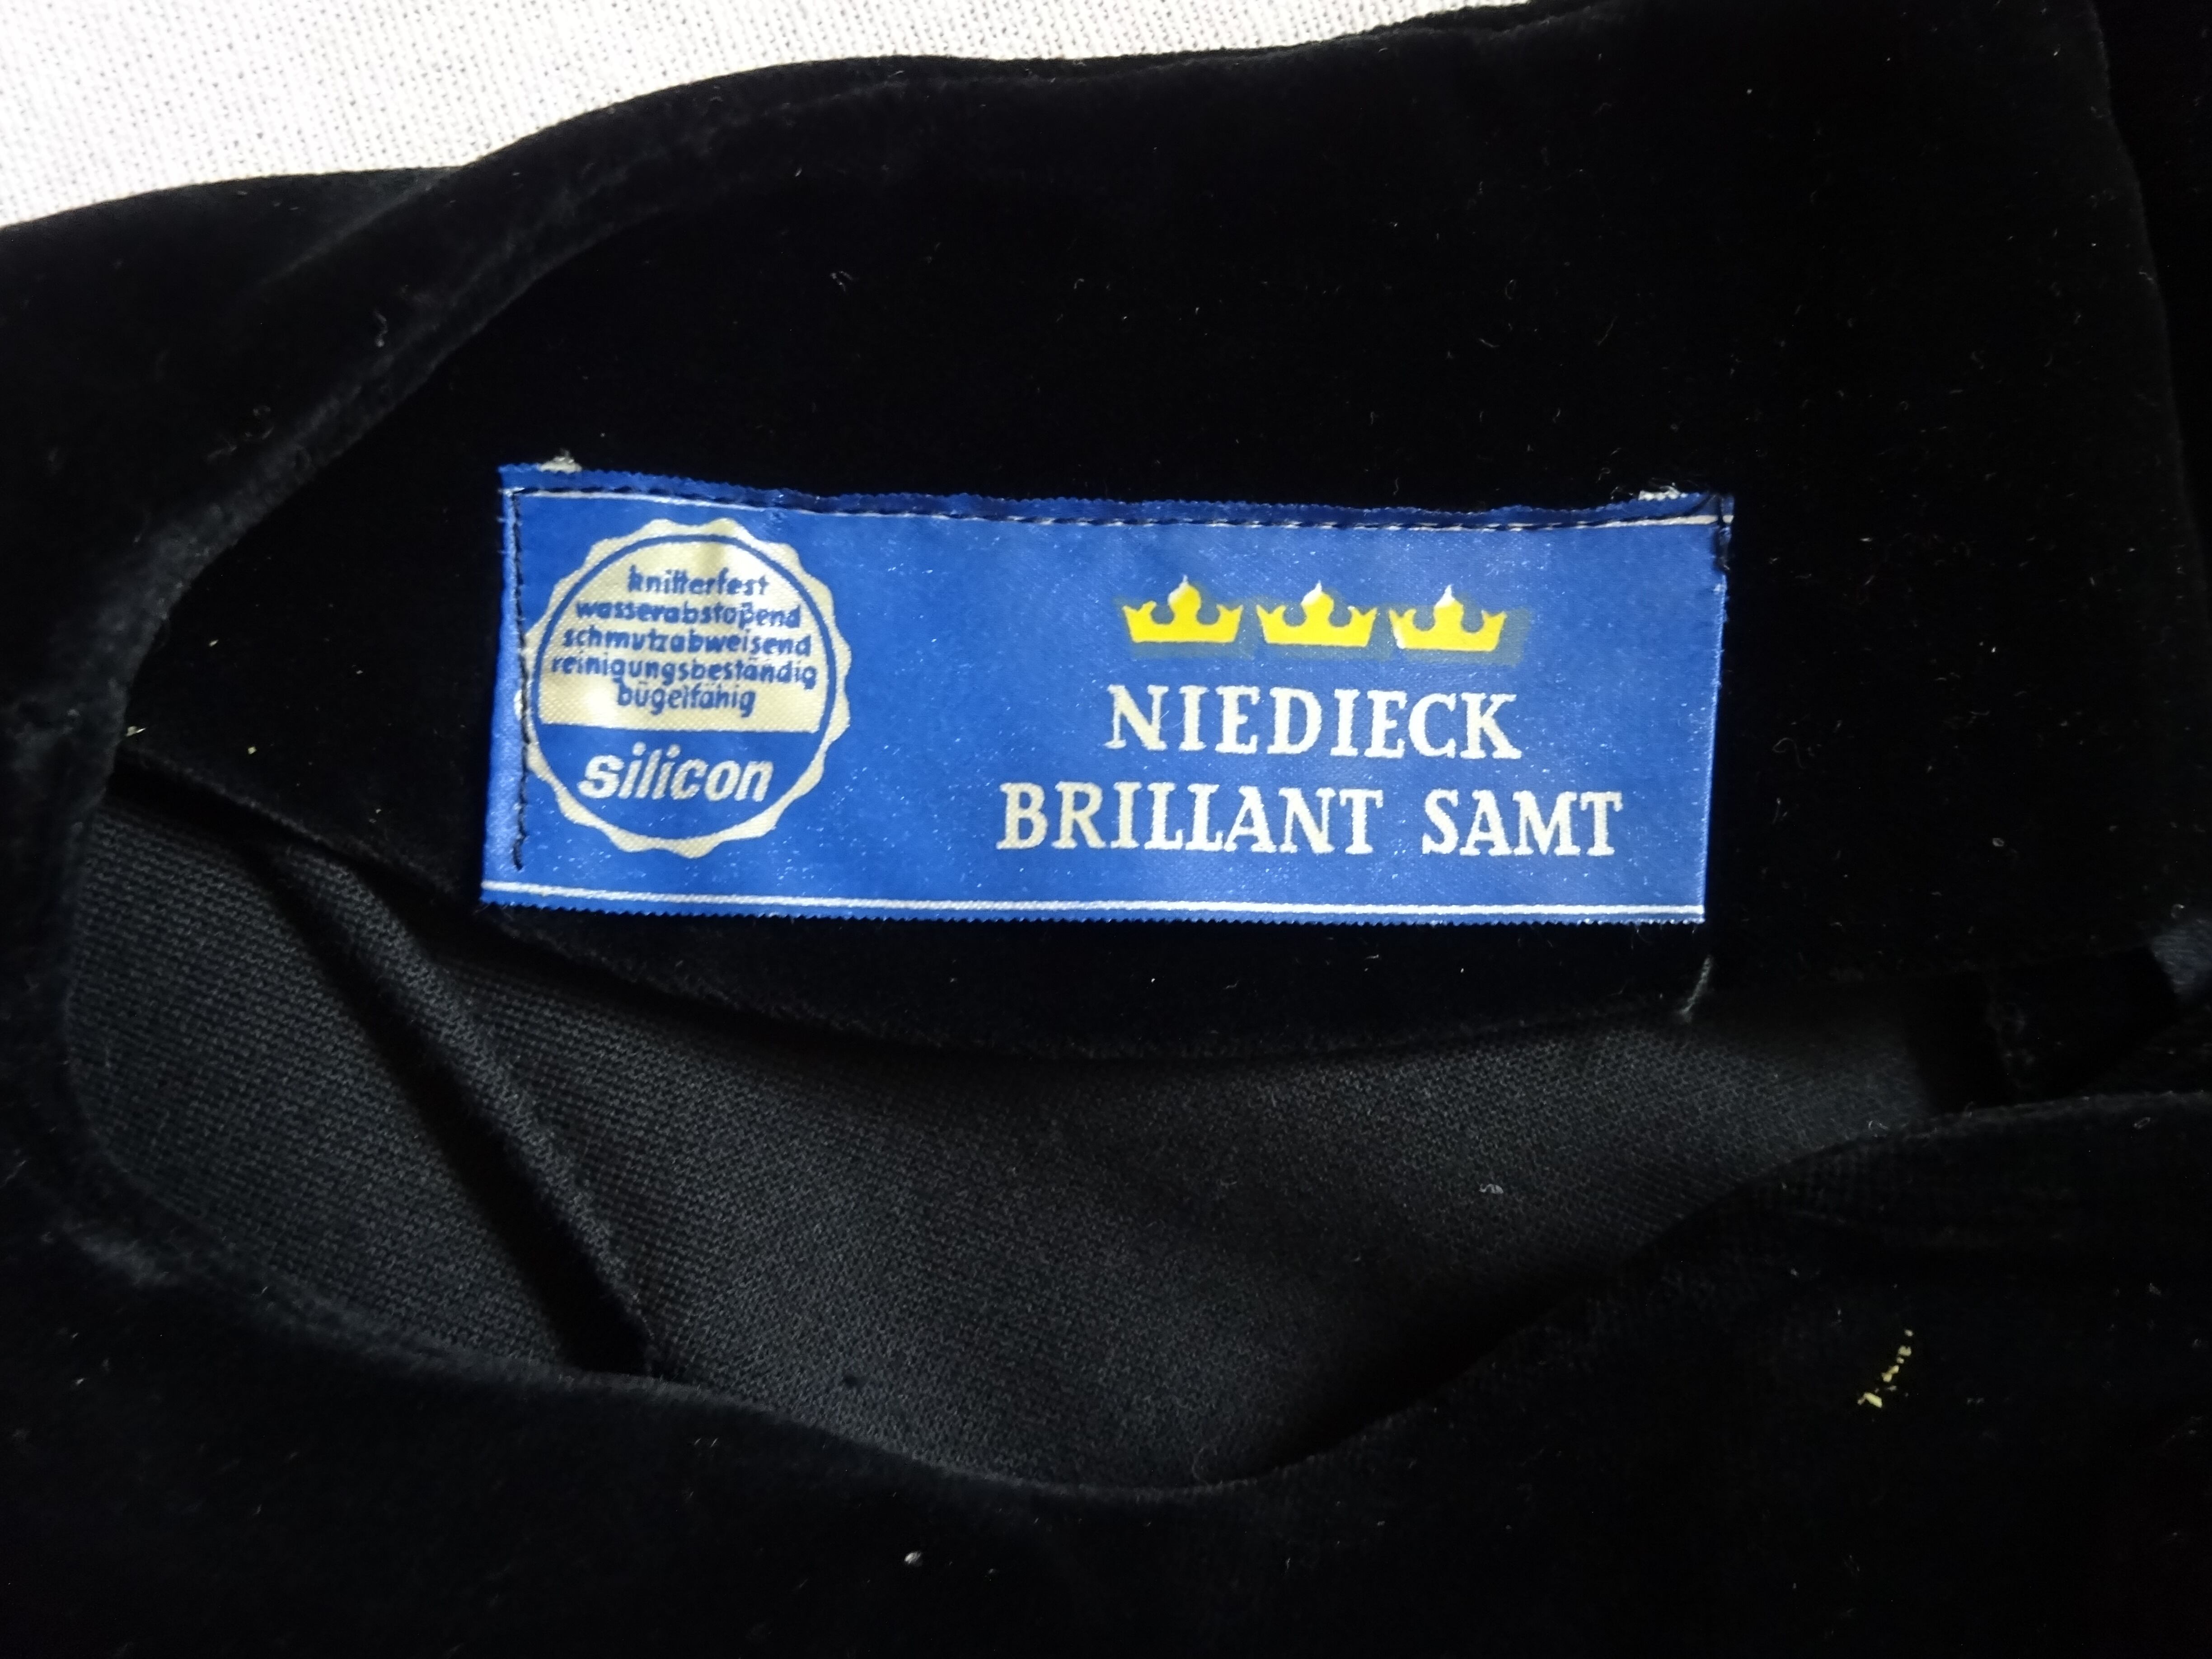 knitterfest
wasserabstoßend
schmutzabweisend
reinigungsbeständig
bügelfähig
silicon
NIEDIECK
BRILLANT SAMT